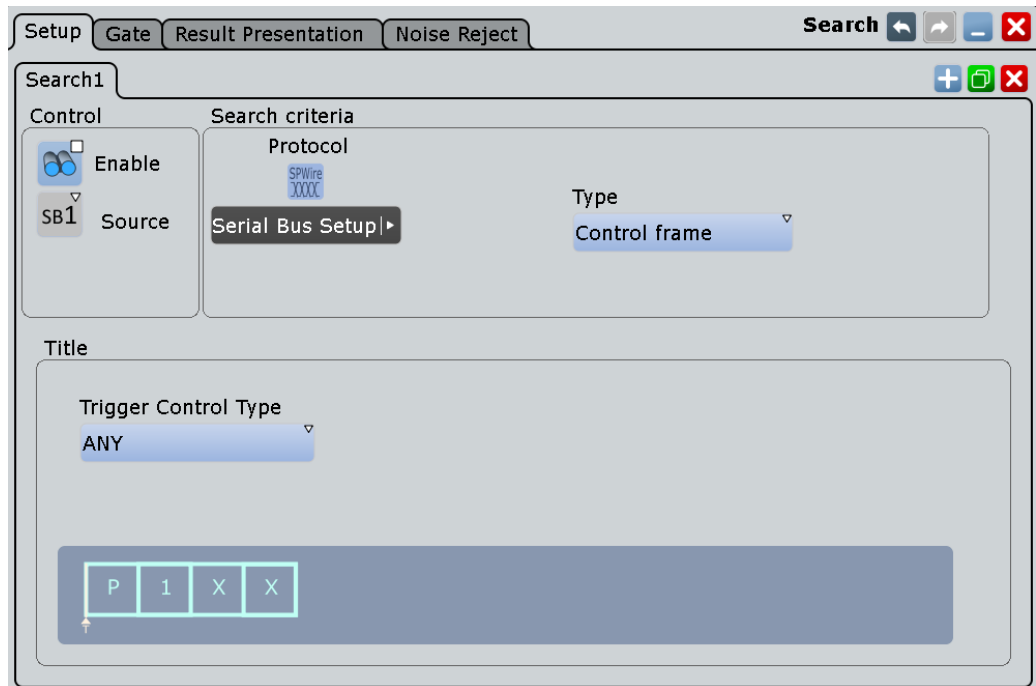 Setup Gate Result Presentation Noise Reject Search
Search1
Control Search criteria
Protocol
Enable
SPWire
XXXX
Type
SB1 Source Serial Bus Setup Control frame
Title
Trigger Control Type
ANY
P 1 X X